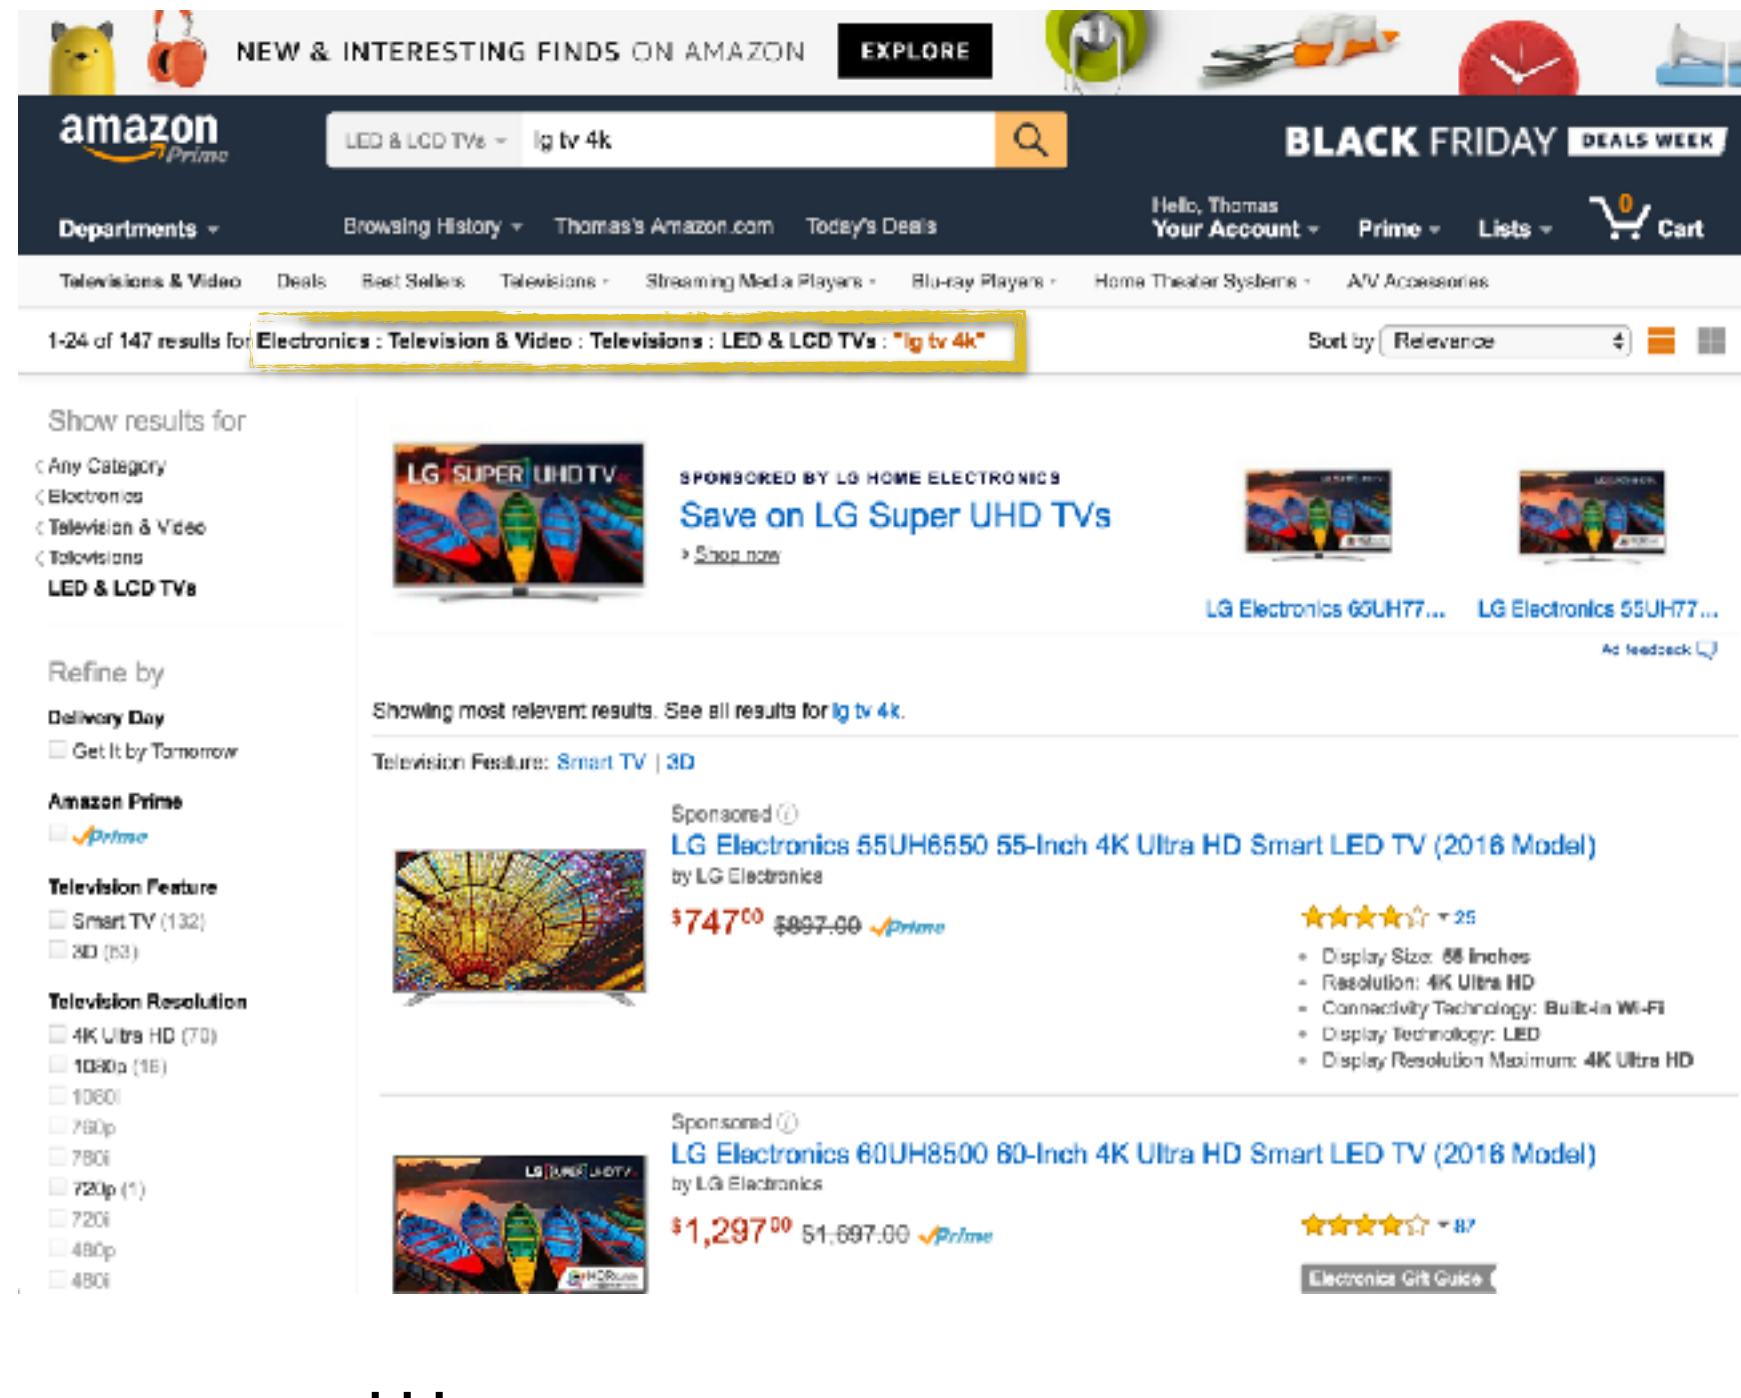 NEW & INTERESTING FINDS ON AMAZON EXPLORE
amazon Prime
LED & LCD TVs
lg tv 4k
BLACK FRIDAY DEALS WEEK
Departments
Browsing History Thomas's Amazon.com Today's Deals
Hello, Thomas
Your Account Prime Lists 0 Cart
Televisions & Video Deals Best Sellers Televisions Streaming Media Players Blu-ray Players Home Theater Systems A/V Accessories
1-24 of 147 results for Electronics : Television & Video : Televisions : LED & LCD TVs : "lg tv 4k"
Sort by Relevance
Show results for
Any Category
Electronics
Television & Video
Televisions
LED & LCD TVs
Refine by
Delivery Day
Get It by Tomorrow
Amazon Prime
Prime
Television Feature
Smart TV (132)
3D (63)
Television Resolution
4K Ultra HD (70)
1080p (16)
1080i
760p
780i
720p (1)
720i
480p
480i
LG SUPER UHD TV
SPONSORED BY LG HOME ELECTRONICS
Save on LG Super UHD TVs
Shop now
LG Electronics 65UH77...
LG Electronics 55UH77...
Ad feedback
Showing most relevant results. See all results for lg tv 4k.
Television Feature: Smart TV | 3D
Sponsored
LG Electronics 55UH6550 55-Inch 4K Ultra HD Smart LED TV (2016 Model)
by LG Electronics
$74700 $897.00 Prime
25
Display Size: 55 inches
Resolution: 4K Ultra HD
Connectivity Technology: Built-in Wi-Fi
Display Technology: LED
Display Resolution Maximum: 4K Ultra HD
Sponsored
LG Electronics 60UH8500 60-Inch 4K Ultra HD Smart LED TV (2016 Model)
by LG Electronics
LG SUPER UHD TV
$1,29700 $1,697.00 Prime
87
Electronics Gift Guide